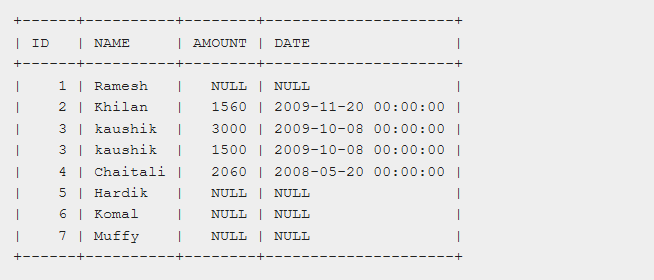 +------+----------+--------+---------------------+
| ID   | NAME     | AMOUNT | DATE                |
+------+----------+--------+---------------------+
|    1 | Ramesh   |   NULL | NULL                |
|    2 | Khilan   |   1560 | 2009-11-20 00:00:00 |
|    3 | kaushik  |   3000 | 2009-10-08 00:00:00 |
|    3 | kaushik  |   1500 | 2009-10-08 00:00:00 |
|    4 | Chaitali |   2060 | 2008-05-20 00:00:00 |
|    5 | Hardik   |   NULL | NULL                |
|    6 | Komal    |   NULL | NULL                |
|    7 | Muffy    |   NULL | NULL                |
+------+----------+--------+---------------------+